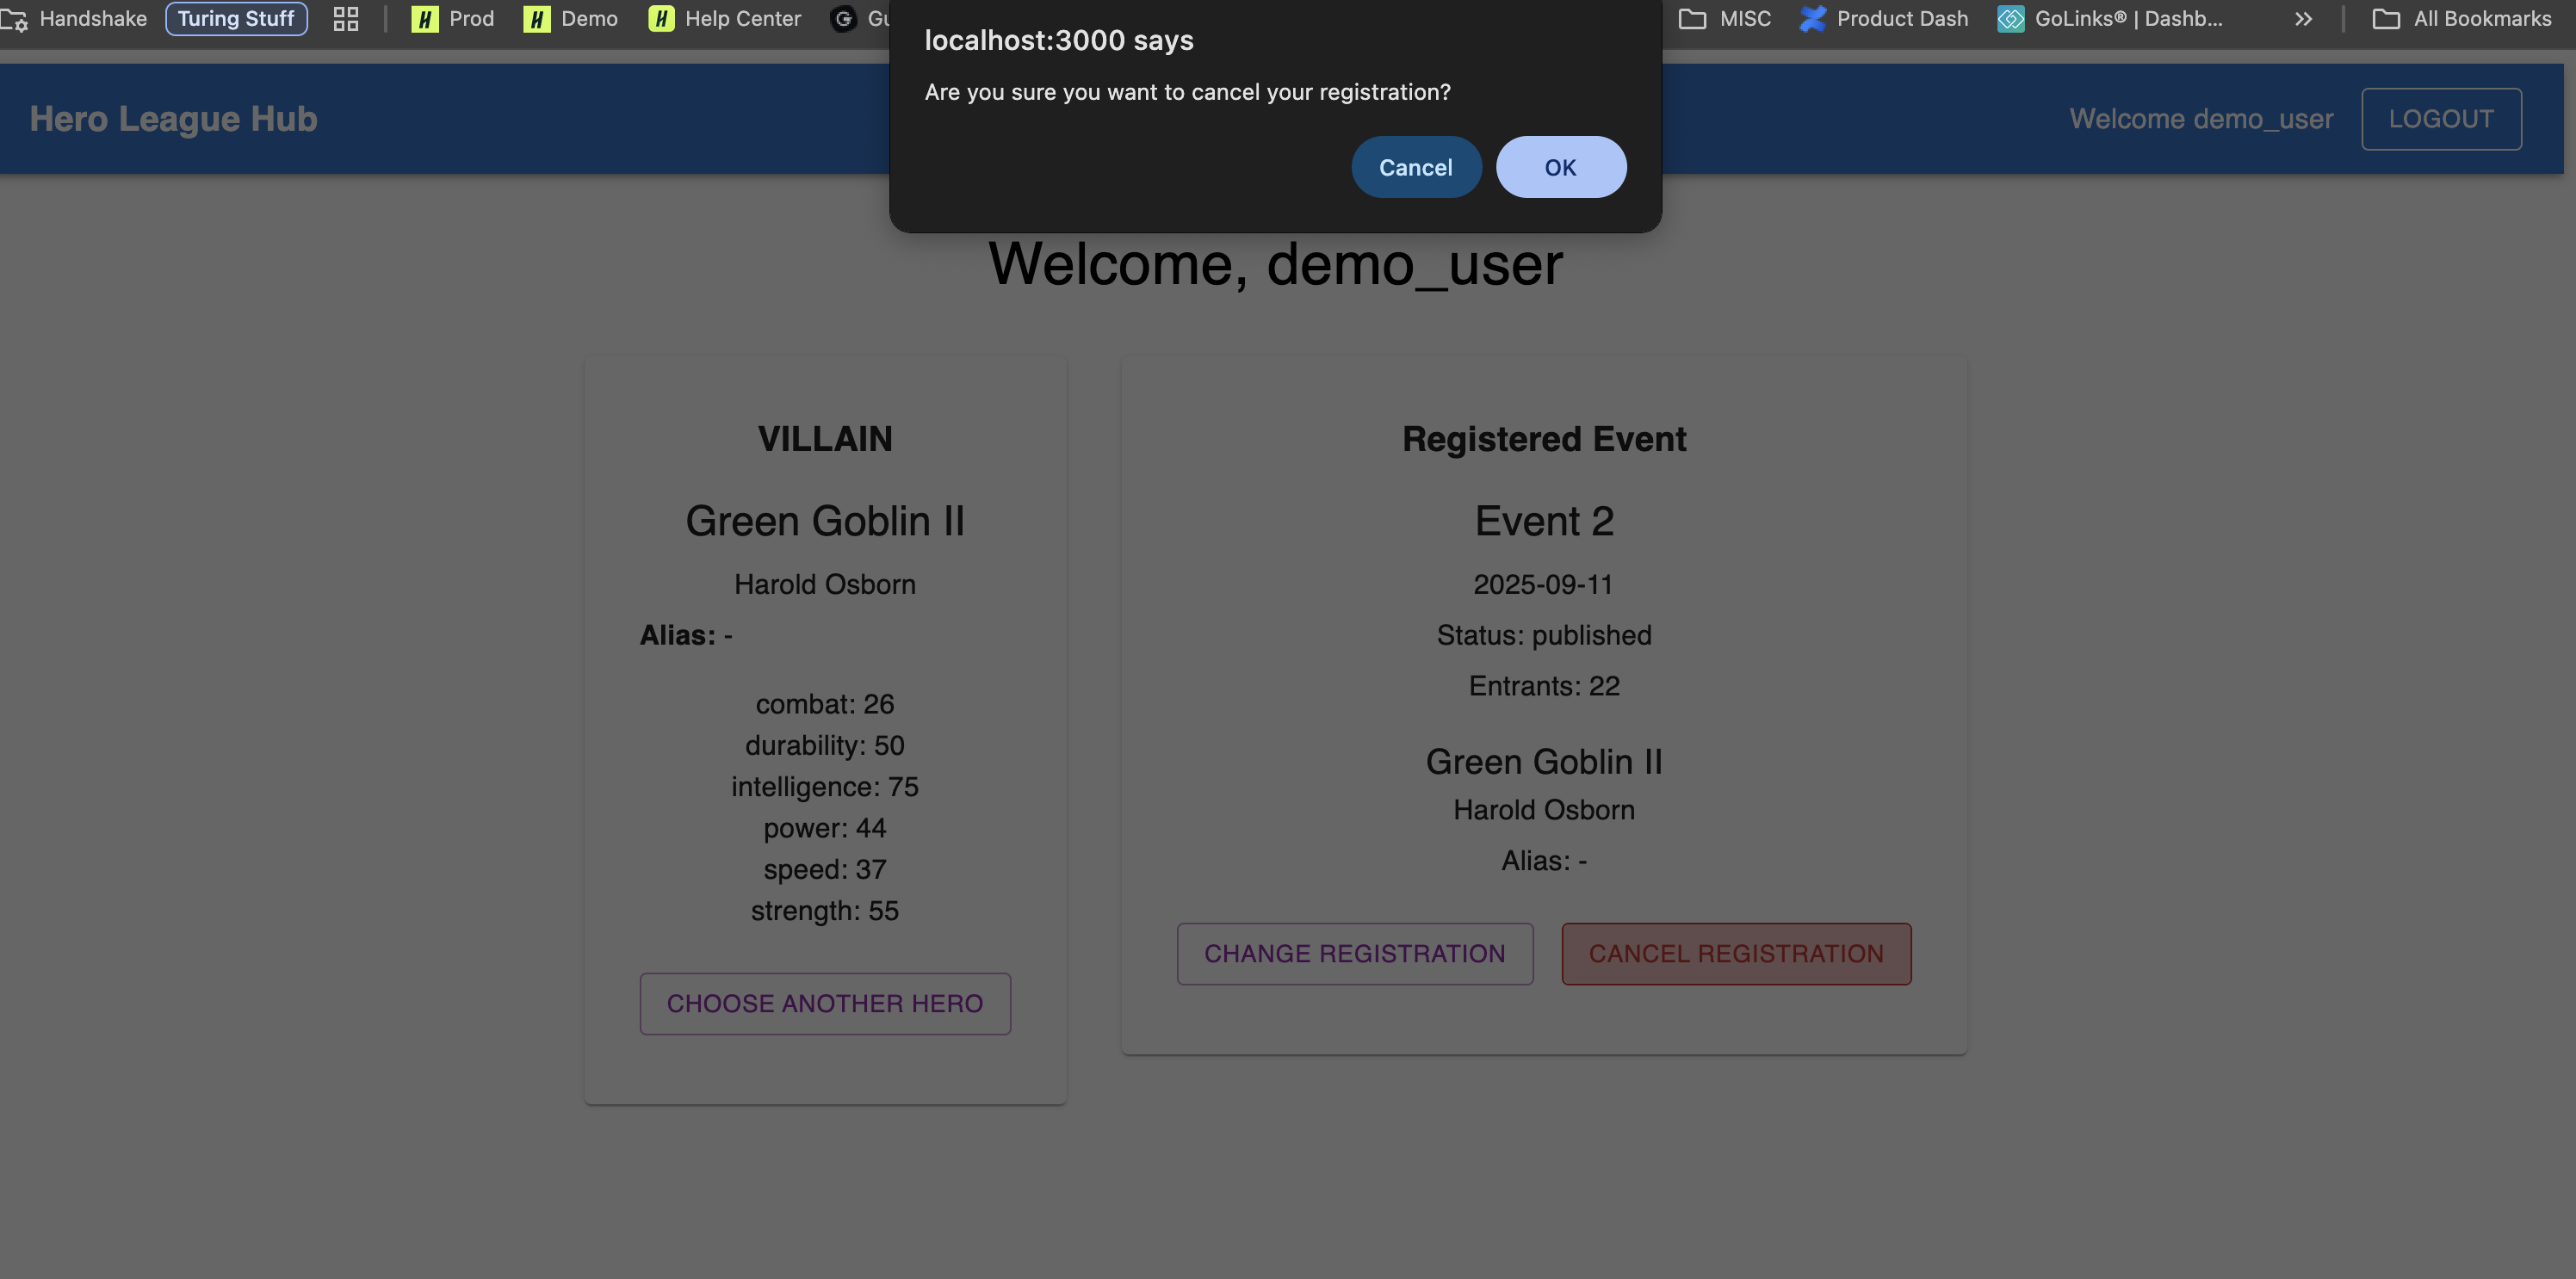 Handshake Turing Stuff Prod Demo Help Center MISC Product Dash GoLinks® | Dashb... All Bookmarks
localhost:3000 says
Are you sure you want to cancel your registration?
Cancel OK
Hero League Hub Welcome demo_user LOGOUT
Welcome, demo_user
VILLAIN
Green Goblin II
Harold Osborn
Alias: -
combat: 26
durability: 50
intelligence: 75
power: 44
speed: 37
strength: 55
CHOOSE ANOTHER HERO
Registered Event
Event 2
2025-09-11
Status: published
Entrants: 22
Green Goblin II
Harold Osborn
Alias: -
CHANGE REGISTRATION CANCEL REGISTRATION